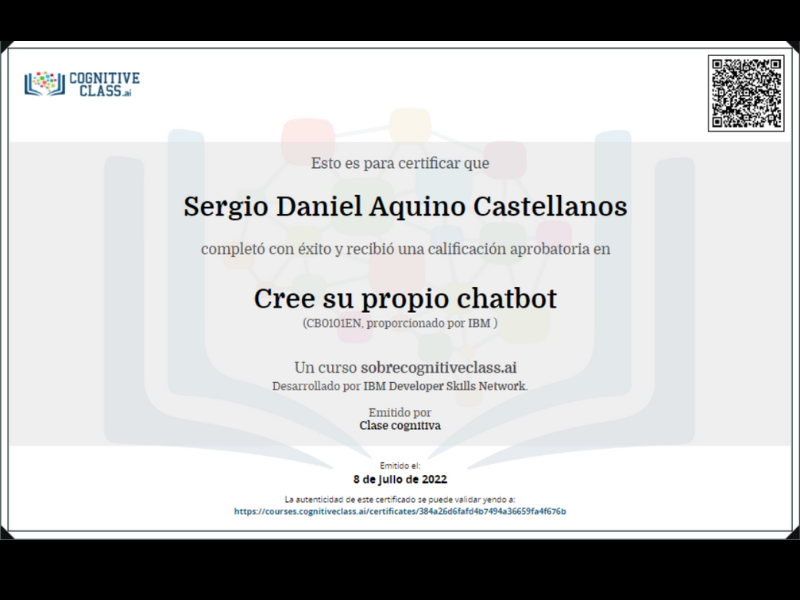 COGNITIVE
CLASS.ai
Esto es para certificar que
Sergio Daniel Aquino Castellanos
completó con éxito y recibió una calificación aprobatoria en
Cree su propio chatbot
(CB0101EN, proporcionado por IBM )
Un curso sobrecognitiveclass.ai
Desarrollado por IBM Developer Skills Network.
Emitido por
Clase cognitiva
Emitido el:
8 de julio de 2022
La autenticidad de este certificado se puede validar yendo a:
https://courses.cognitiveclass.ai/certificates/384a26d6fafd4b7494a36659fa4f676b